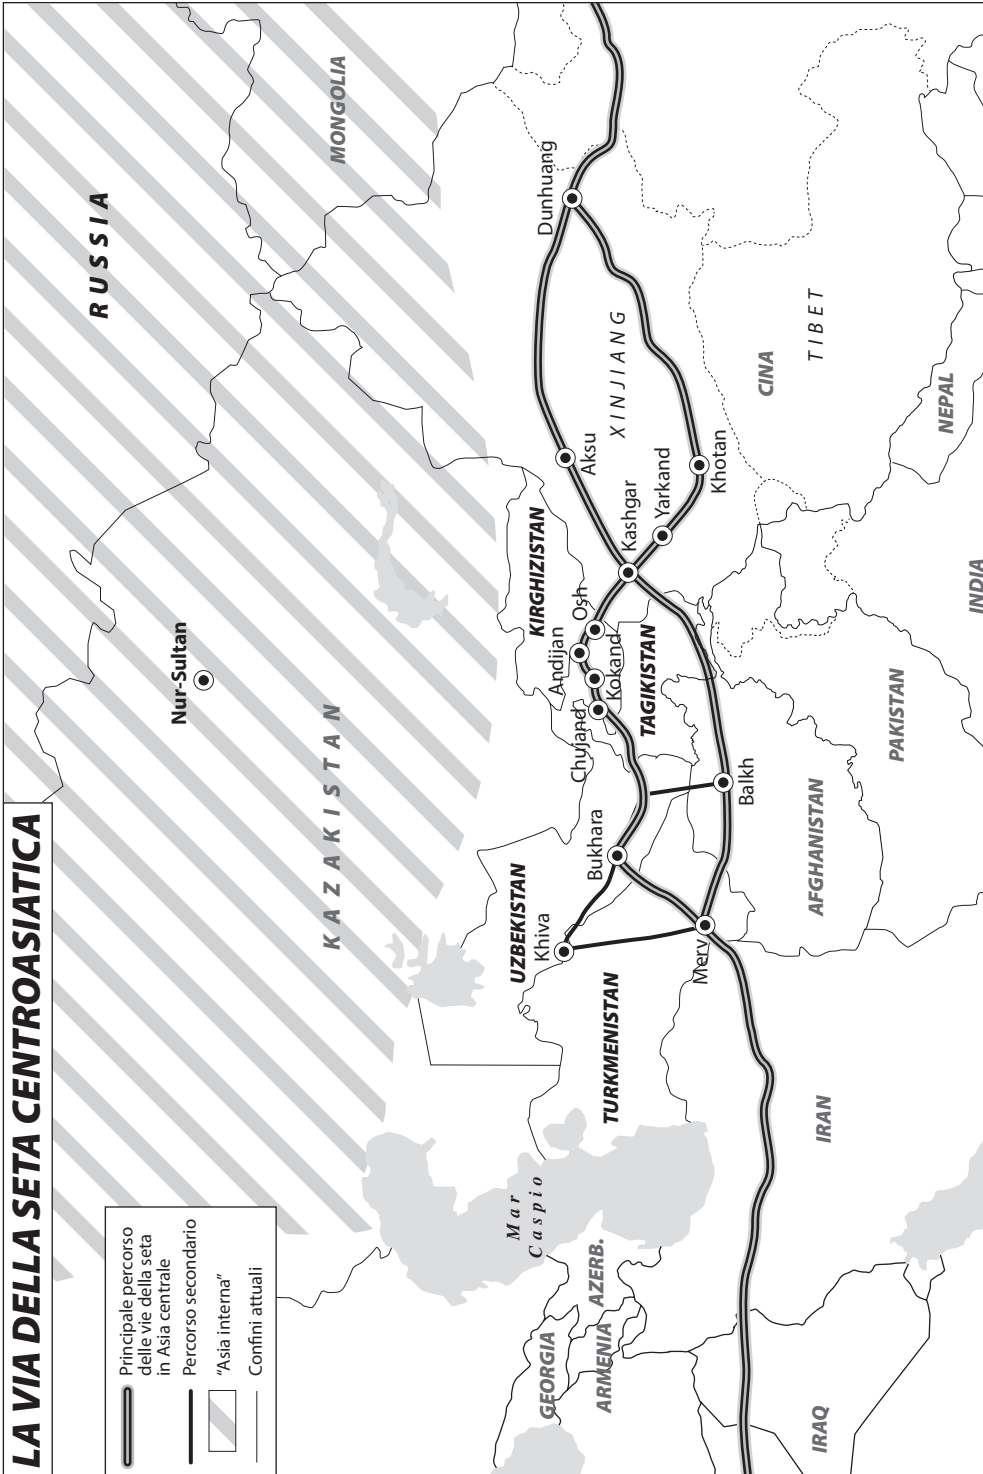 LA VIA DELLA SETA CENTROASIATICA
Principale percorso
delle vie della seta
in Asia centrale
Percorso secondario
“Asia interna”
Confini attuali
RUSSIA
MONGOLIA
Nur-Sultan
KAZAKISTAN
Dunhuang
XINJIANG
Aksu
Kashgar
Yarkand
Khotan
CINA
TIBET
NEPAL
INDIA
KIRGHIZISTAN
Osh
Andijan
Kokand
Chujand
TAGIKISTAN
Bukhara
Balkh
PAKISTAN
AFGHANISTAN
UZBEKISTAN
Khiva
Merv
TURKMENISTAN
Mar
Caspio
IRAN
AZERB.
GEORGIA
ARMENIA
IRAQ